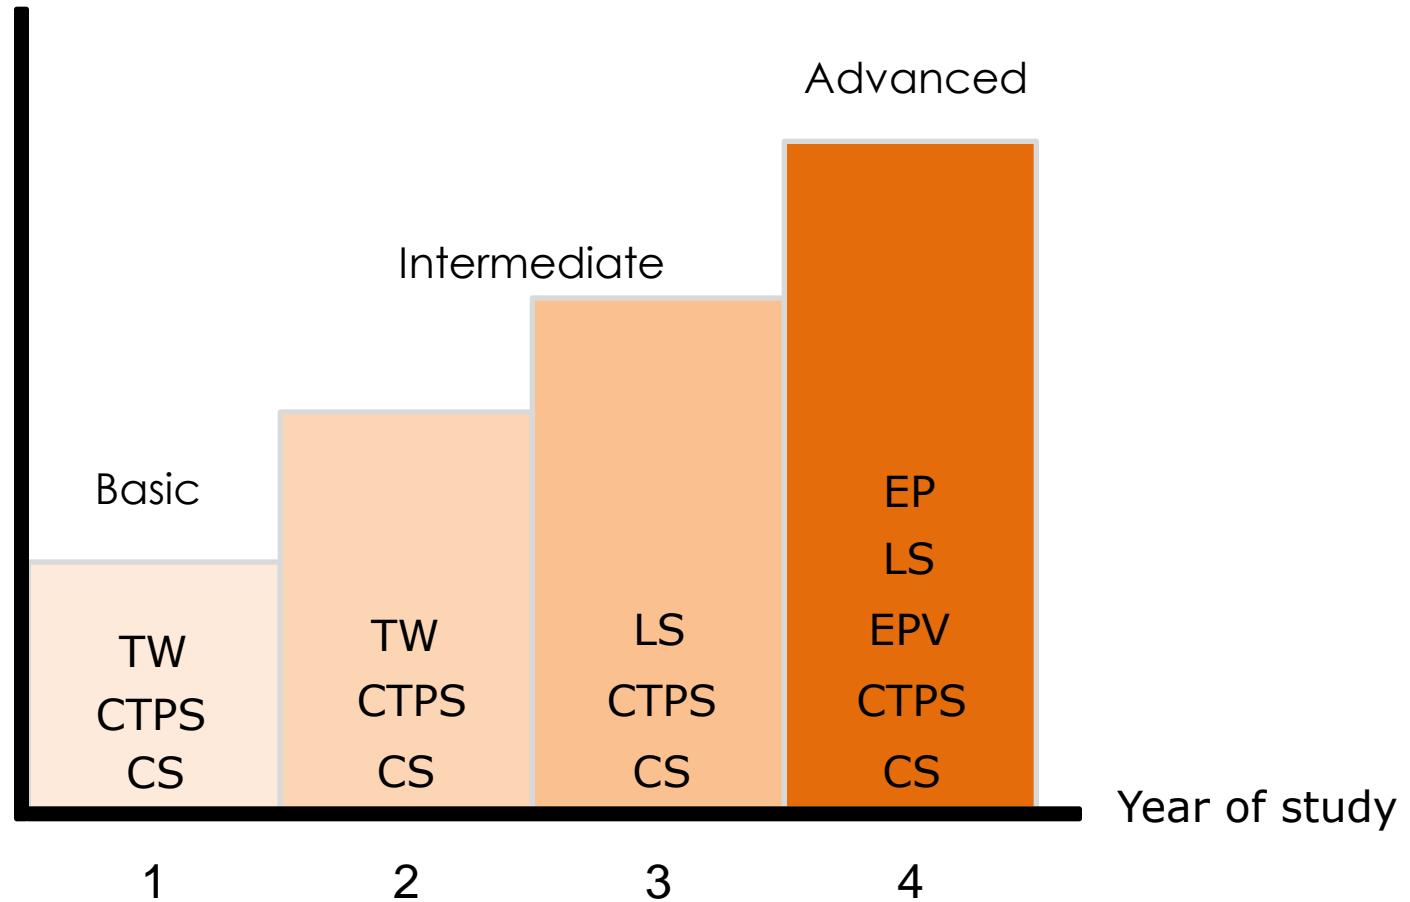 Advanced
Intermediate
Basic
TW
CTPS
CS
TW
CTPS
CS
LS
CTPS
CS
EP
LS
EPV
CTPS
CS
Year of study
1
2
3
4